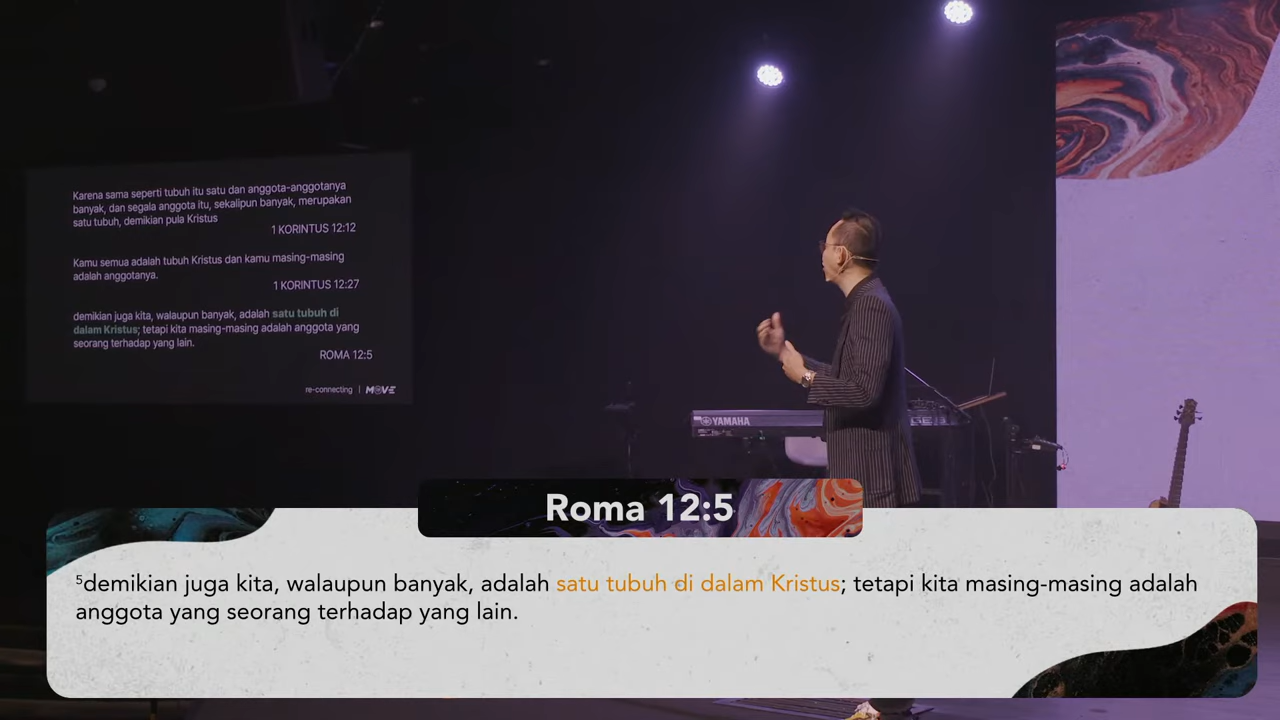 Karena sama seperti tubuh itu satu dan anggota-anggotanya
banyak, dan segala anggota itu, sekalipun banyak, merupakan
satu tubuh, demikian pula Kristus
1 KORINTUS 12:12
Kamu semua adalah tubuh Kristus dan kamu masing-masing
adalah anggotanya.
1 KORINTUS 12:27
demikian juga kita, walaupun banyak, adalah satu tubuh di
dalam Kristus; tetapi kita masing-masing adalah anggota yang
seorang terhadap yang lain.
ROMA 12:5
re-connecting | MOVE
YAMAHA
Roma 12:5
⁵demikian juga kita, walaupun banyak, adalah satu tubuh di dalam Kristus; tetapi kita masing-masing adalah
anggota yang seorang terhadap yang lain.